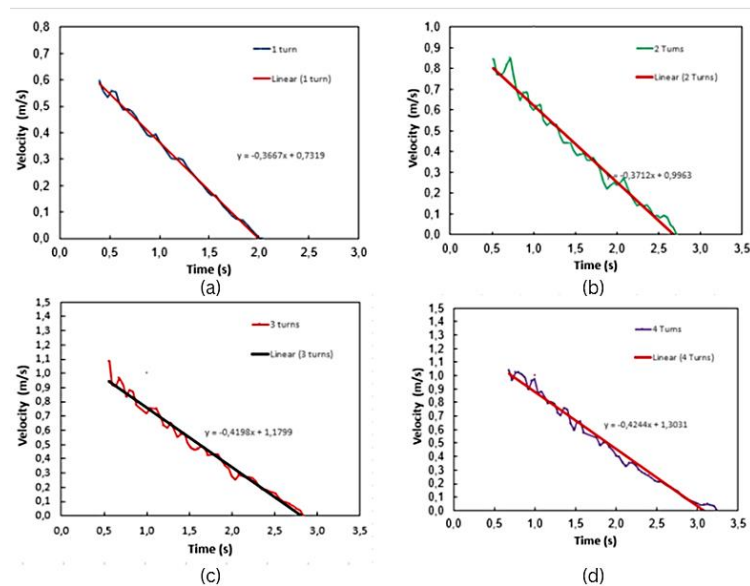 0,8
0,7
0,6
0,5
0,4
0,3
0,2
0,1
0,0
Velocity (m/s)
1 turn
Linear (1 turn)
y = -0,3667x + 0,7319
0,0 0,5 1,0 1,5 2,0 2,5 3,0
Time (s)
(a)
1,0
0,9
0,8
0,7
0,6
0,5
0,4
0,3
0,2
0,1
0,0
Velocity (m/s)
2 Turns
Linear (2 Turns)
y = -0,3712x + 0,9963
0,0 0,5 1,0 1,5 2,0 2,5 3,0 3,5
Time (s)
(b)
1,5
1,4
1,3
1,2
1,1
1,0
0,9
0,8
0,7
0,6
0,5
0,4
0,3
0,2
0,1
0,0
Velocity (m/s)
3 turns
Linear (3 turns)
y = -0,4198x + 1,1799
0,0 0,5 1,0 1,5 2,0 2,5 3,0 3,5
Time (s)
(c)
1,5
1,4
1,3
1,2
1,1
1,0
0,9
0,8
0,7
0,6
0,5
0,4
0,3
0,2
0,1
0,0
Velocity (m/s)
4 Turns
Linear (4 Turns)
y = -0,4244x + 1,3031
0,0 0,5 1,0 1,5 2,0 2,5 3,0 3,5
Time (s)
(d)